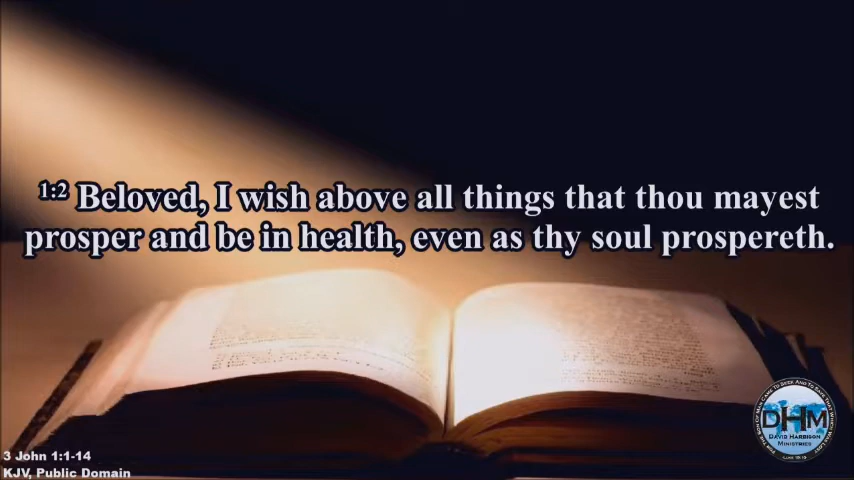 1:2 Beloved, I wish above all things that thou mayest
prosper and be in health, even as thy soul prospereth.
3 John 1:1-14
KJV, Public Domain
DHM
DAVID HARRISON
MINISTRIES